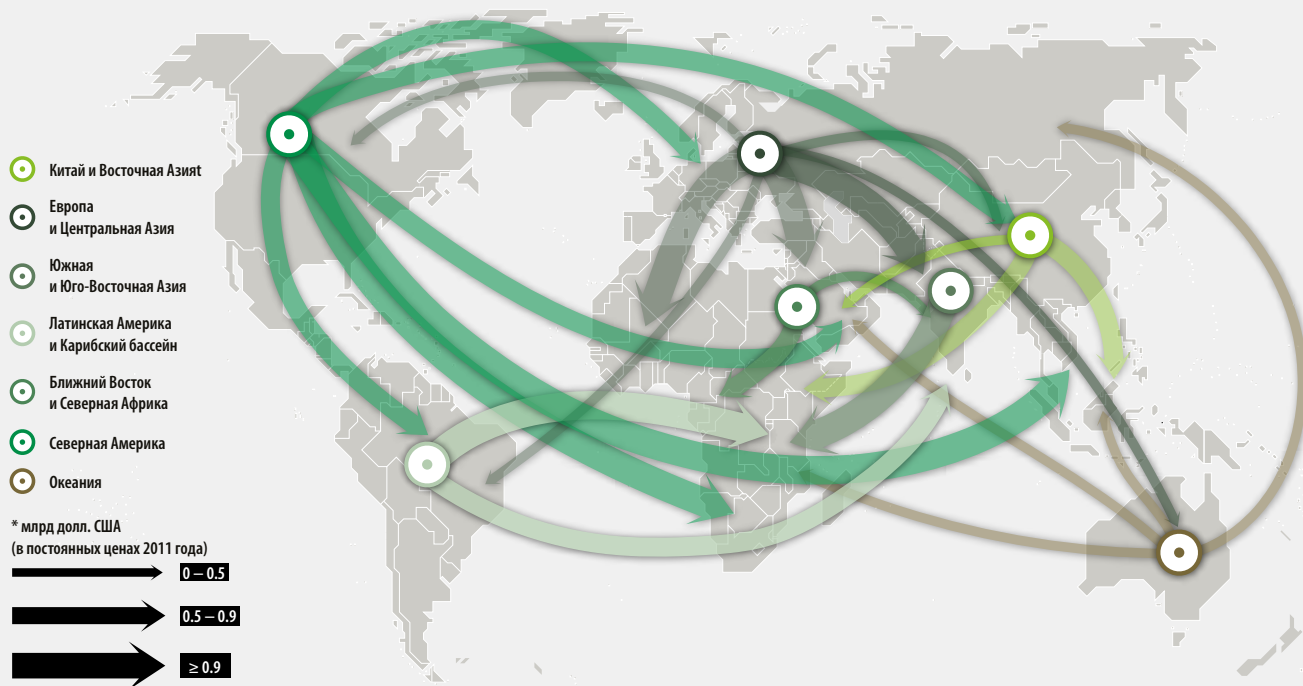 Китай и Восточная Азияt
Европа
и Центральная Азия
Южная
и Юго-Восточная Азия
Латинская Америка
и Карибский бассейн
Ближний Восток
и Северная Африка
Северная Америка
Океания
* млрд долл. США
(в постоянных ценах 2011 года)
0 – 0.5
0.5 – 0.9
≥ 0.9